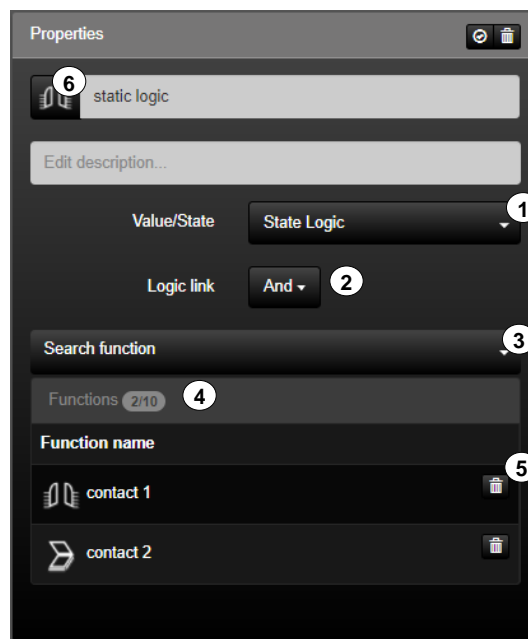 Properties
6
static logic
Edit description...
1
Value/State State Logic
Logic link And 2
Search function 3
Functions 2/10 4
Function name
5
contact 1
contact 2